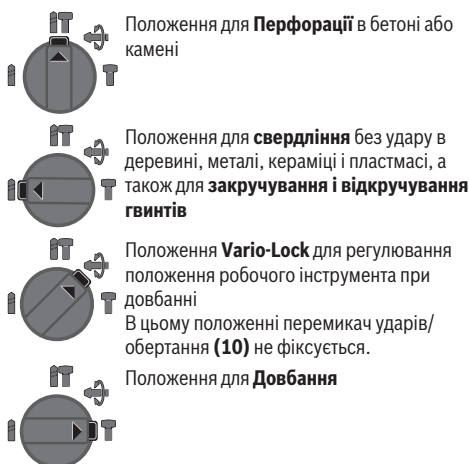 Положення для Перфорації в бетоні або
камені
Положення для свердління без удару в
деревині, металі, кераміці і пластмасі, а
також для закручування і відкручування
гвинтів
Положення Vario-Lock для регулювання
положення робочого інструмента при
довбанні
В цьому положенні перемикач ударів/
обертання (10) не фіксується.
Положення для Довбання